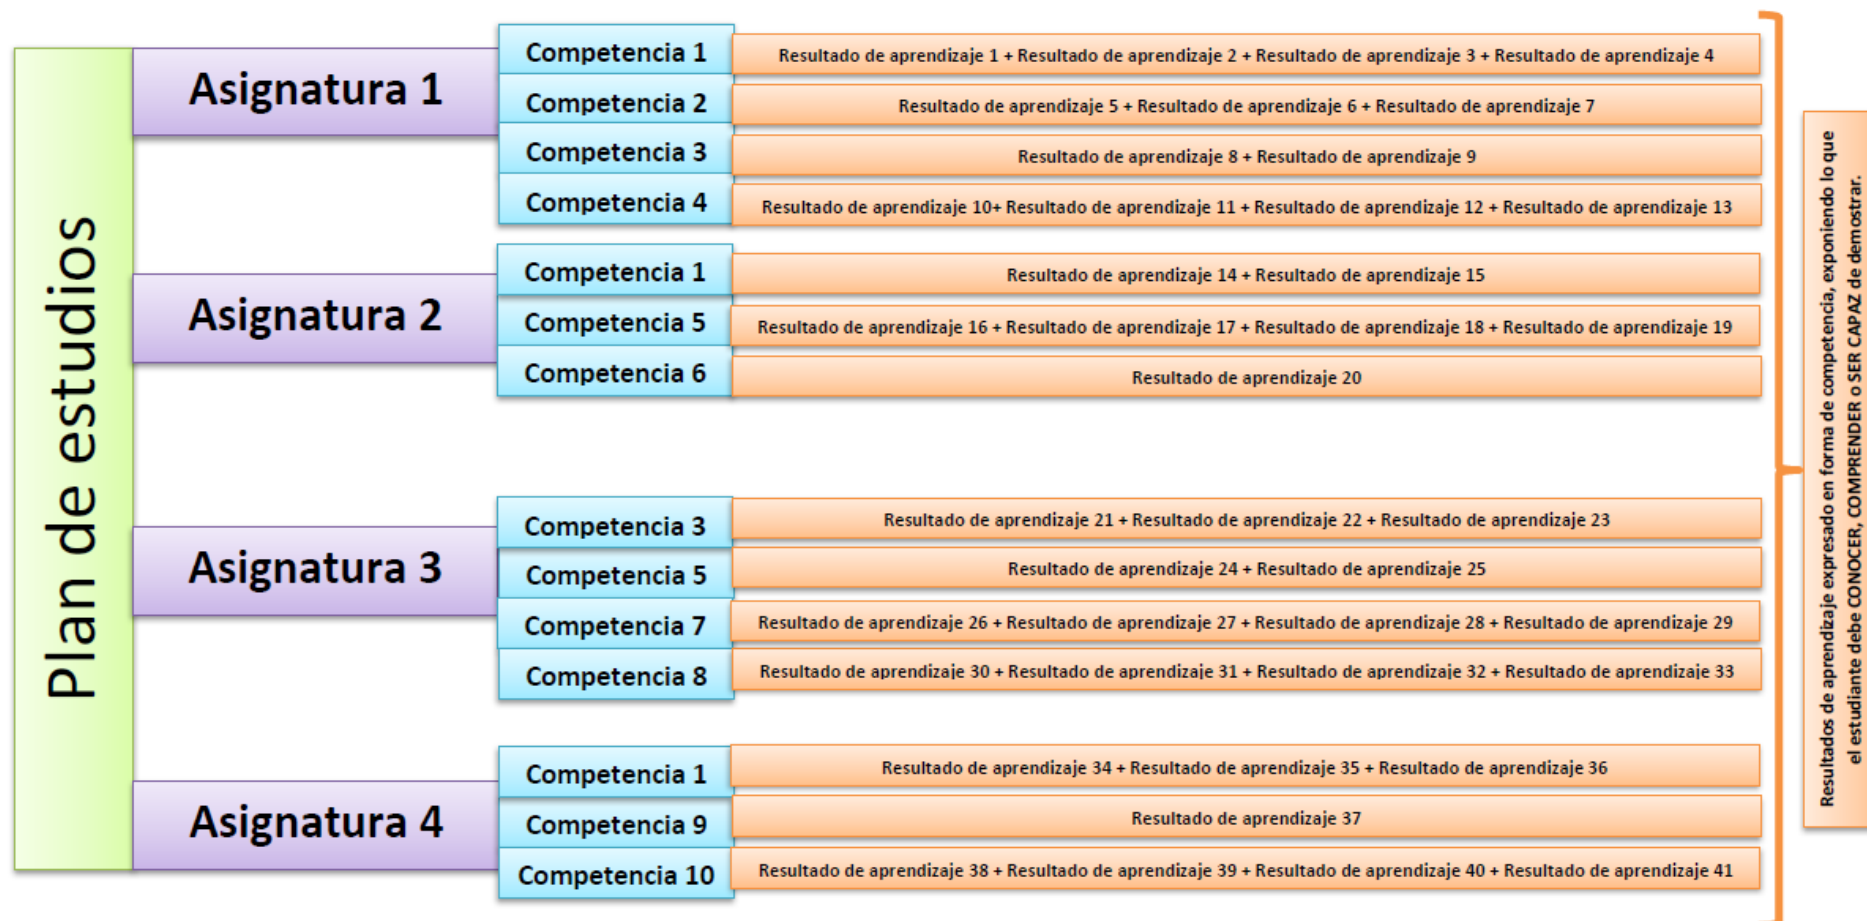 Plan de estudios
Asignatura 1
Competencia 1
Resultado de aprendizaje 1 + Resultado de aprendizaje 2 + Resultado de aprendizaje 3 + Resultado de aprendizaje 4
Competencia 2
Resultado de aprendizaje 5 + Resultado de aprendizaje 6 + Resultado de aprendizaje 7
Competencia 3
Resultado de aprendizaje 8 + Resultado de aprendizaje 9
Competencia 4
Resultado de aprendizaje 10+ Resultado de aprendizaje 11 + Resultado de aprendizaje 12 + Resultado de aprendizaje 13
Asignatura 2
Competencia 1
Resultado de aprendizaje 14 + Resultado de aprendizaje 15
Competencia 5
Resultado de aprendizaje 16 + Resultado de aprendizaje 17 + Resultado de aprendizaje 18 + Resultado de aprendizaje 19
Competencia 6
Resultado de aprendizaje 20
Asignatura 3
Competencia 3
Resultado de aprendizaje 21 + Resultado de aprendizaje 22 + Resultado de aprendizaje 23
Competencia 5
Resultado de aprendizaje 24 + Resultado de aprendizaje 25
Competencia 7
Resultado de aprendizaje 26 + Resultado de aprendizaje 27 + Resultado de aprendizaje 28 + Resultado de aprendizaje 29
Competencia 8
Resultado de aprendizaje 30 + Resultado de aprendizaje 31 + Resultado de aprendizaje 32 + Resultado de aprendizaje 33
Asignatura 4
Competencia 1
Resultado de aprendizaje 34 + Resultado de aprendizaje 35 + Resultado de aprendizaje 36
Competencia 9
Resultado de aprendizaje 37
Competencia 10
Resultado de aprendizaje 38 + Resultado de aprendizaje 39 + Resultado de aprendizaje 40 + Resultado de aprendizaje 41
Resultados de aprendizaje expresado en forma de competencia, exponiendo lo que
el estudiante debe CONOCER, COMPRENDER o SER CAPAZ de demostrar.